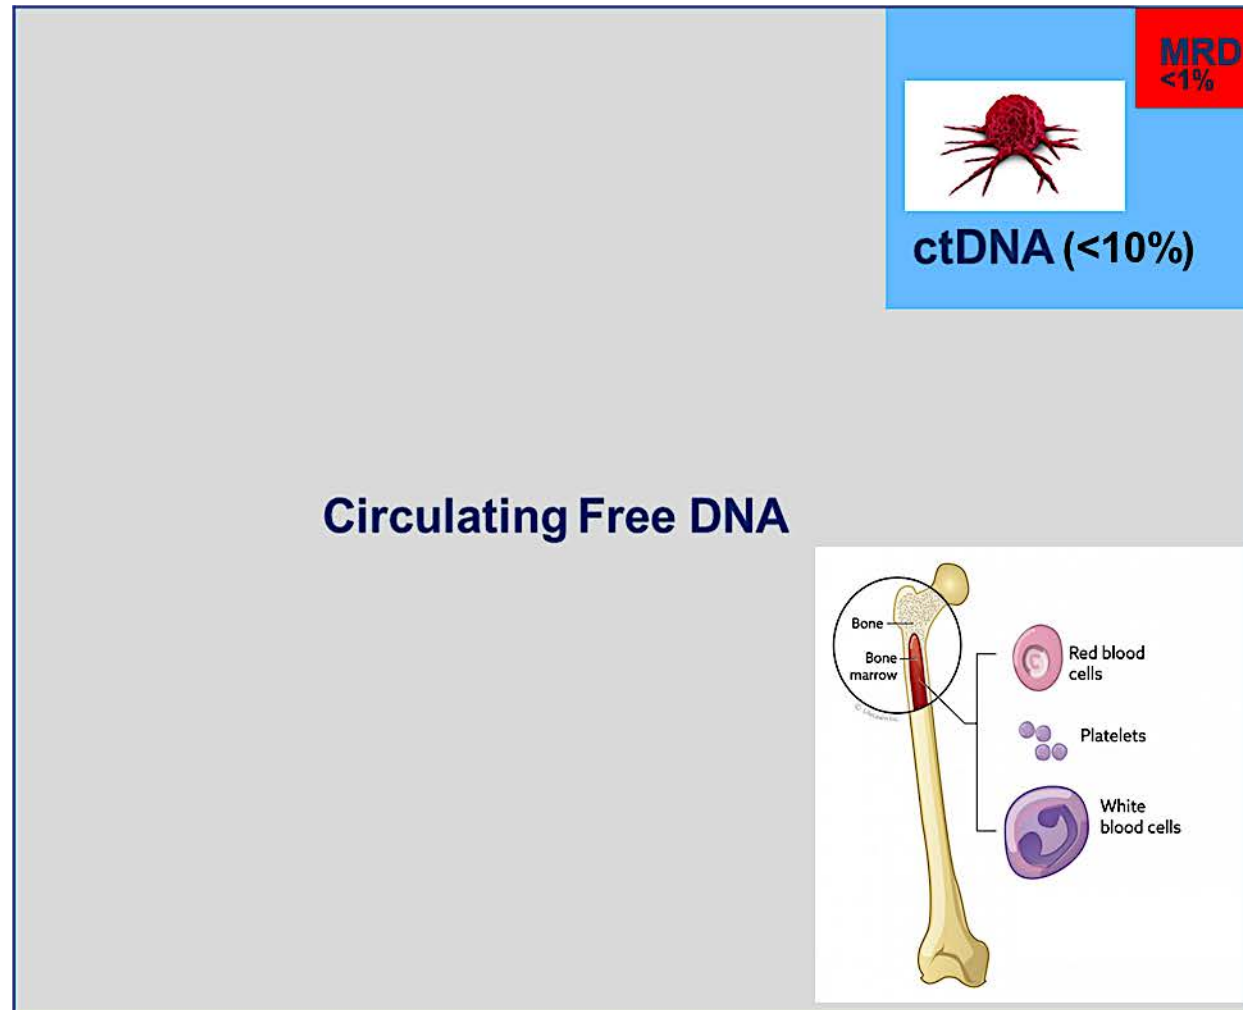 MRD
<1%
ctDNA (<10%)
Circulating Free DNA
Bone
Bone
marrow
Red blood
cells
Platelets
White
blood cells